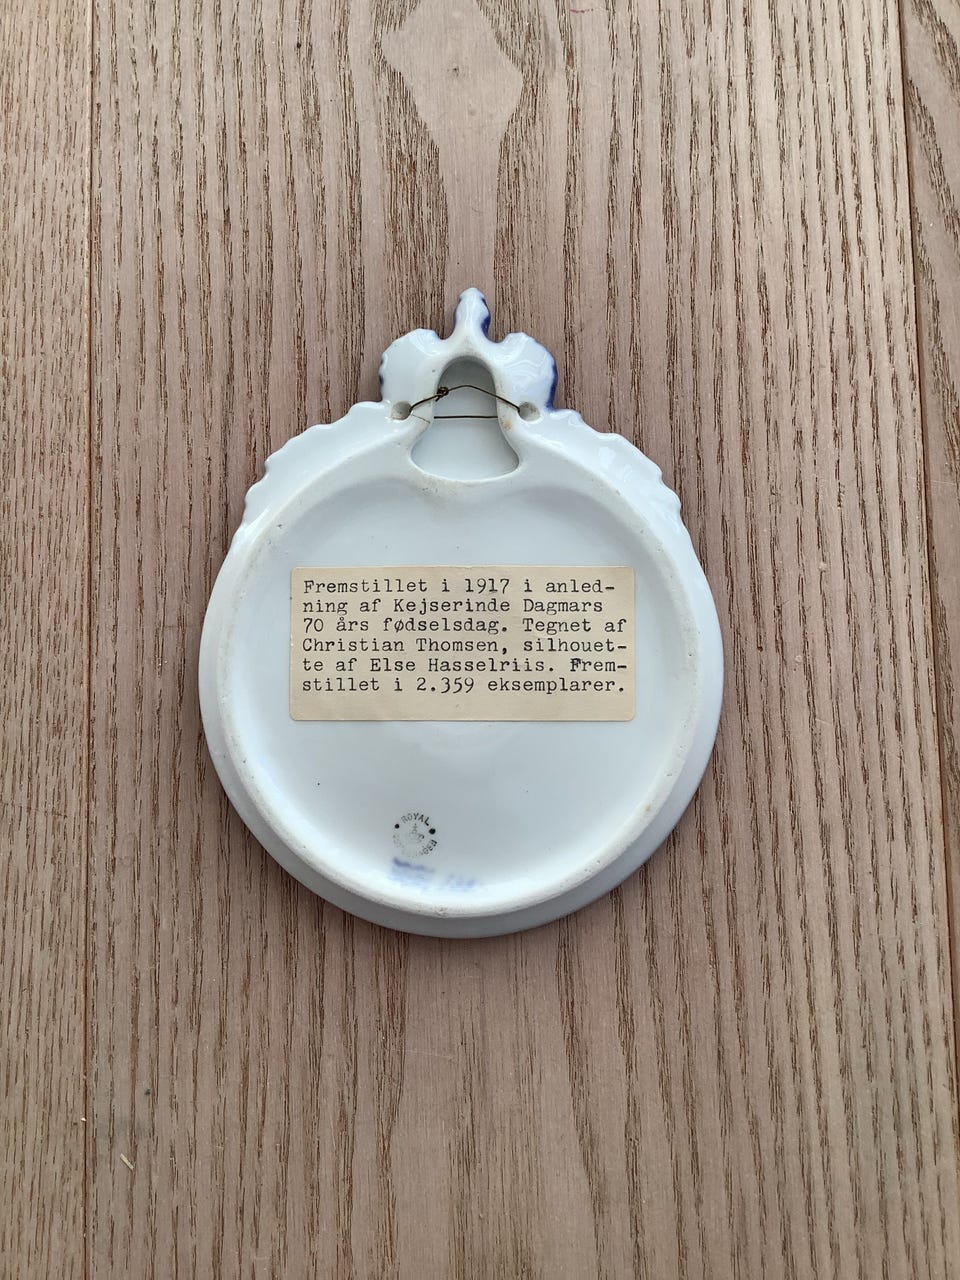 Fremstillet i 1917 i anled-
ning af Kejserinde Dagmars
70 års fødselsdag. Tegnet af
Christian Thomsen, silhouet-
te af Else Hasselriis. Frem-
stillet i 2.359 eksemplarer.
ROYAL